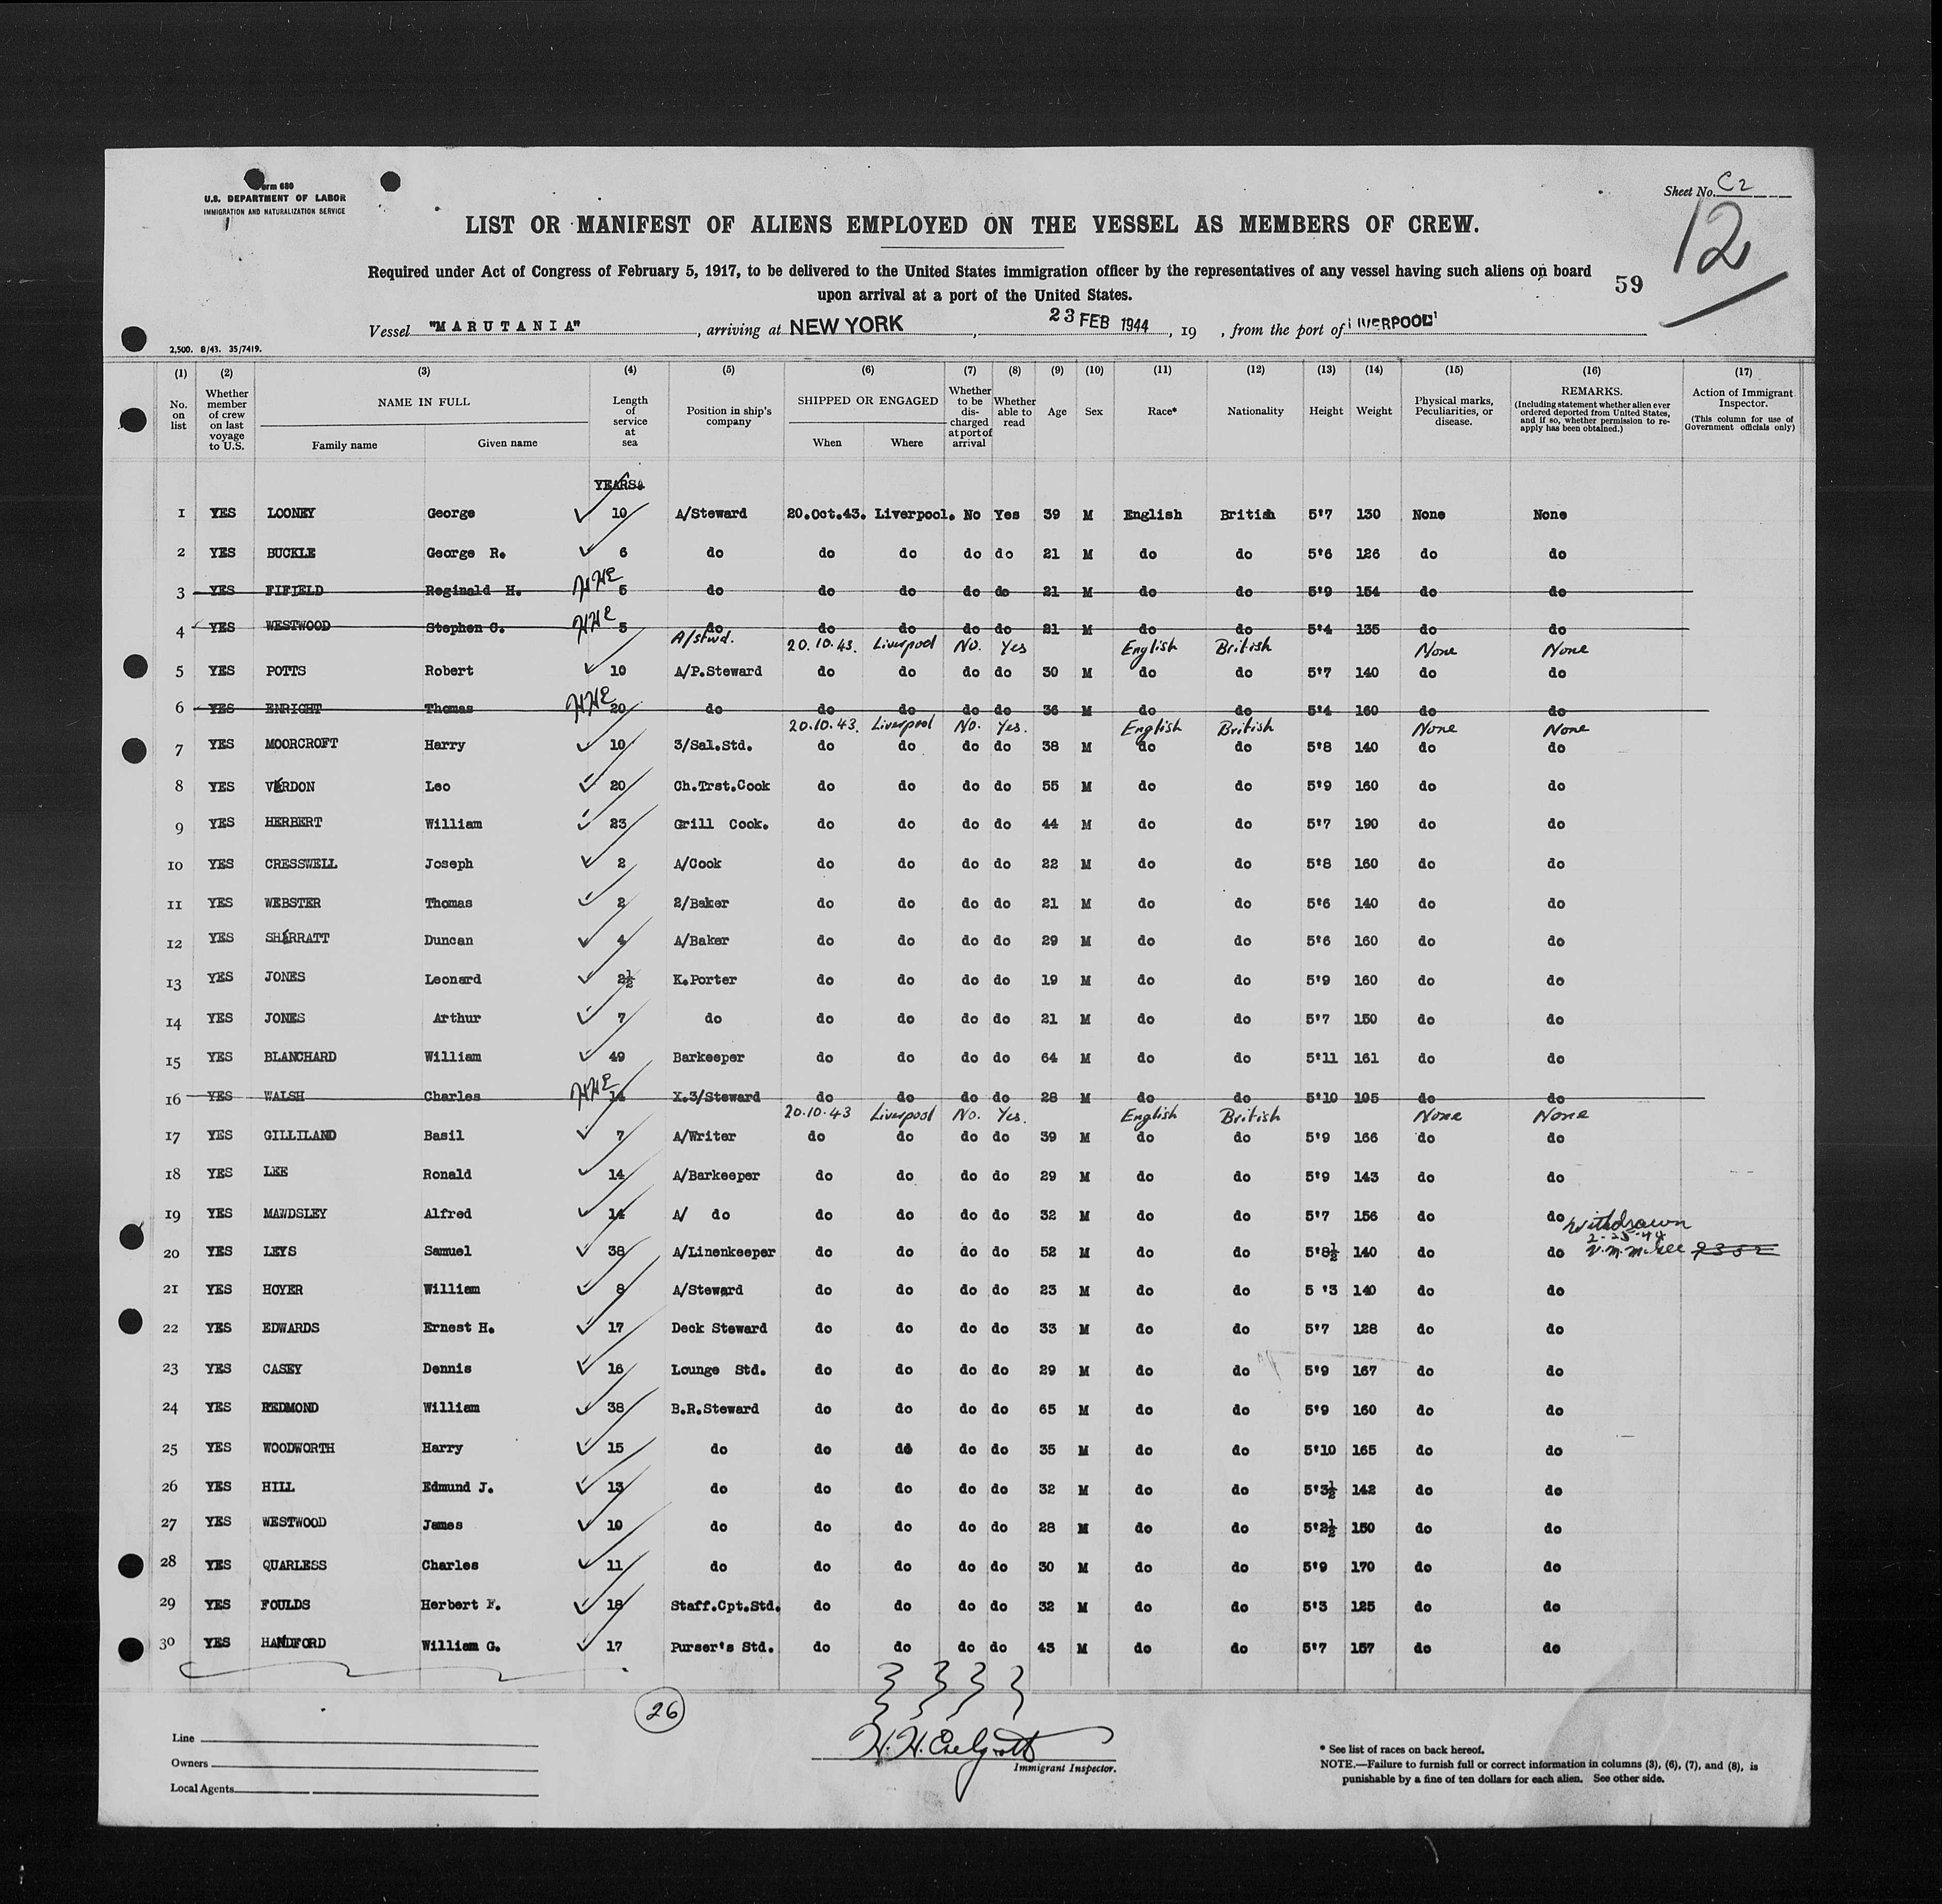 Form 680
U.S. DEPARTMENT OF LABOR
IMMIGRATION AND NATURALIZATION SERVICE
Sheet No. C2
12
LIST OR MANIFEST OF ALIENS EMPLOYED ON THE VESSEL AS MEMBERS OF CREW.
Required under Act of Congress of February 5, 1917, to be delivered to the United States immigration officer by the representatives of any vessel having such aliens on board
upon arrival at a port of the United States.
59
Vessel "MARUTANIA", arriving at NEW YORK 23 FEB 1944, 19 , from the port of LIVERPOOL
2,500. 8/43. 35/7419.
(1) (2) (3) (4) (5) (6) (7) (8) (9) (10) (11) (12) (13) (14) (15) (16) (17)
No. on list Whether member of crew on last voyage to U.S. NAME IN FULL Family name Given name Length of service at sea Position in ship's company SHIPPED OR ENGAGED When Where Whether to be discharged at port of arrival Whether able to read Age Sex Race* Nationality Height Weight Physical marks, Peculiarities, or disease. REMARKS. (Including statement whether alien ever ordered deported from United States, and if so, whether permission to re-apply has been obtained.) Action of Immigrant Inspector. (This column for use of Government officials only)
YEARS
1 YES LOONEY George 10 A/Steward 20.Oct.43. Liverpool. No Yes 39 M English British 5'7 130 None None
2 YES BUCKLE George R. 6 do do do do do 21 M do do 5'6 126 do do
3 YES FIFIELD Reginald H. HHE 5 do do do do do 21 M do do 5'9 154 do do
4 YES WESTWOOD Stephen C. HHE 5 do do do do do 21 M do do 5'4 135 do do
A/stwd. 20.10.43. Liverpool No. Yes English British None None
5 YES POTTS Robert 10 A/P.Steward do do do do 30 M do do 5'7 140 do do
6 YES ENRIGHT Thomas HHE 20 do do do do do 36 M do do 5'4 160 do do
20.10.43. Liverpool No. Yes. English British None None
7 YES MOORCROFT Harry 10 3/Sal.Std. do do do do 38 M do do 5'8 140 do do
8 YES VERDON Leo 20 Ch.Trst.Cook do do do do 55 M do do 5'9 160 do do
9 YES HERBERT William 23 Grill Cook. do do do do 44 M do do 5'7 190 do do
10 YES CRESSWELL Joseph 2 A/Cook do do do do 22 M do do 5'8 160 do do
11 YES WEBSTER Thomas 2 2/Baker do do do do 21 M do do 5'6 140 do do
12 YES SHERRATT Duncan 4 A/Baker do do do do 29 M do do 5'6 160 do do
13 YES JONES Leonard 2½ K.Porter do do do do 19 M do do 5'9 160 do do
14 YES JONES Arthur 7 do do do do do 21 M do do 5'7 150 do do
15 YES BLANCHARD William 49 Barkeeper do do do do 64 M do do 5'11 161 do do
16 YES WALSH Charles HHE 14 X.3/Steward do do do do 28 M do do 5'10 195 do do
20.10.43 Liverpool No. Yes. English British None None
17 YES GILLILAND Basil 7 A/Writer do do do do 39 M do do 5'9 166 do do
18 YES LEE Ronald 14 A/Barkeeper do do do do 29 M do do 5'9 143 do do
19 YES MAWDSLEY Alfred 14 A/ do do do do do 32 M do do 5'7 156 do do
Withdrawn
2-25-44
20 YES LEYS Samuel 38 A/Linenkeeper do do do do 52 M do do 5'8½ 140 do do
21 YES HOYER William 8 A/Steward do do do do 23 M do do 5 '3 140 do do
22 YES EDWARDS Ernest H. 17 Deck Steward do do do do 33 M do do 5'7 128 do do
23 YES CASEY Dennis 16 Lounge Std. do do do do 29 M do do 5'9 167 do do
24 YES REDMOND William 38 B.R.Steward do do do do 65 M do do 5'9 160 do do
25 YES WOODWORTH Harry 15 do do do do do 35 M do do 5'10 165 do do
26 YES HILL Edmund J. 13 do do do do do 32 M do do 5'3½ 142 do do
27 YES WESTWOOD James 10 do do do do do 28 M do do 5'2½ 150 do do
28 YES QUARLESS Charles 11 do do do do do 30 M do do 5'9 170 do do
29 YES FOULDS Herbert F. 18 Staff.Cpt.Std. do do do do 32 M do do 5'3 125 do do
30 YES HANDFORD William G. 17 Purser's Std. do do do do 43 M do do 5'7 157 do do
26
Line
Owners
Local Agents
Immigrant Inspector.
* See list of races on back hereof.
NOTE.—Failure to furnish full or correct information in columns (3), (6), (7), and (8), is
punishable by a fine of ten dollars for each alien. See other side.